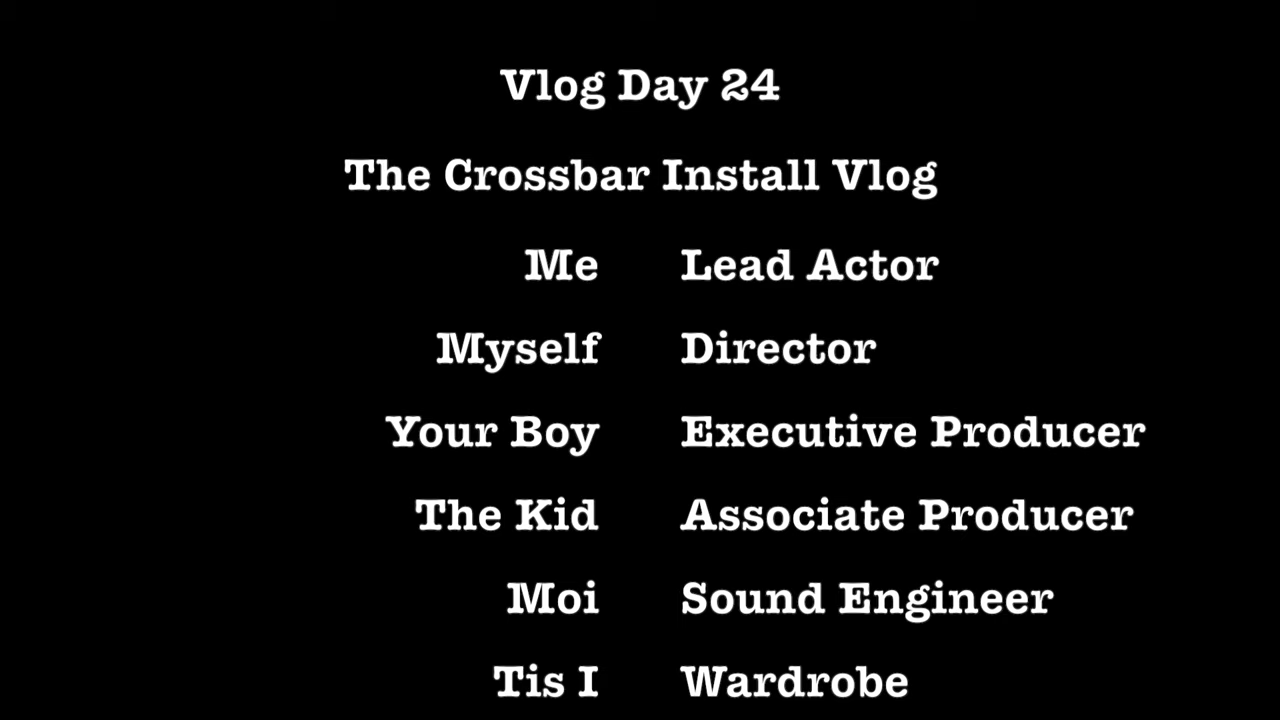 Vlog Day 24
The Crossbar Install Vlog
Me Lead Actor
Myself Director
Your Boy Executive Producer
The Kid Associate Producer
Moi Sound Engineer
Tis I Wardrobe